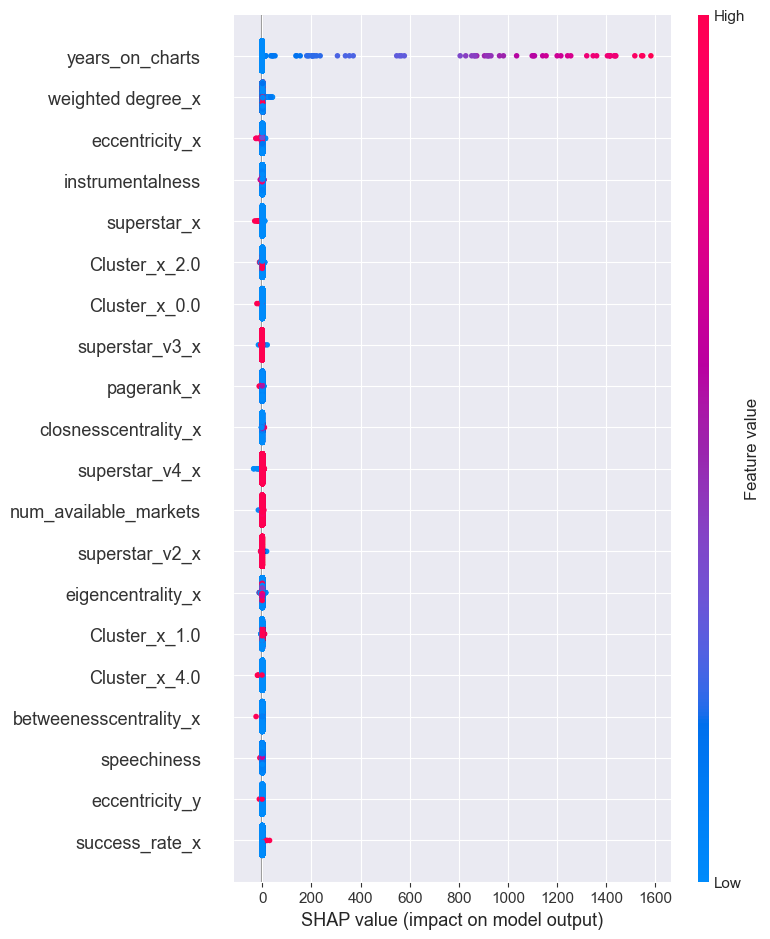 High
years_on_charts
weighted degree_x
eccentricity_x
instrumentalness
superstar_x
Cluster_x_2.0
Cluster_x_0.0
superstar_v3_x
pagerank_x
closnesscentrality_x
superstar_v4_x
num_available_markets
superstar_v2_x
eigencentrality_x
Cluster_x_1.0
Cluster_x_4.0
betweenesscentrality_x
speechiness
eccentricity_y
success_rate_x
Feature value
Low
0 200 400 600 800 1000 1200 1400 1600
SHAP value (impact on model output)